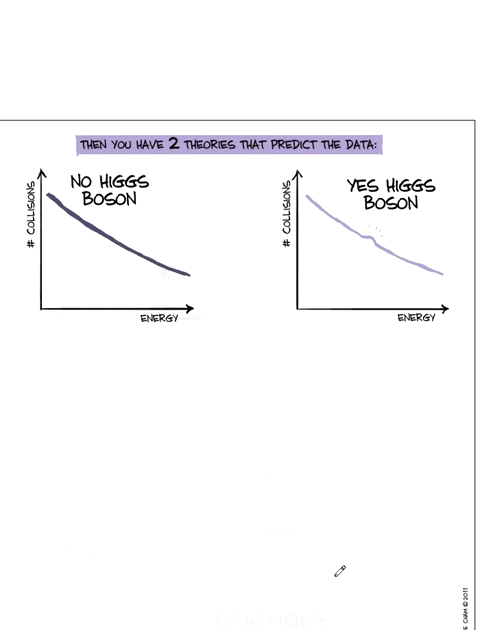 THEN YOU HAVE 2 THEORIES THAT PREDICT THE DATA:
NO HIGGS
BOSON
# COLLISIONS
ENERGY
YES HIGGS
BOSON
# COLLISIONS
ENERGY
E CHAM © 2011